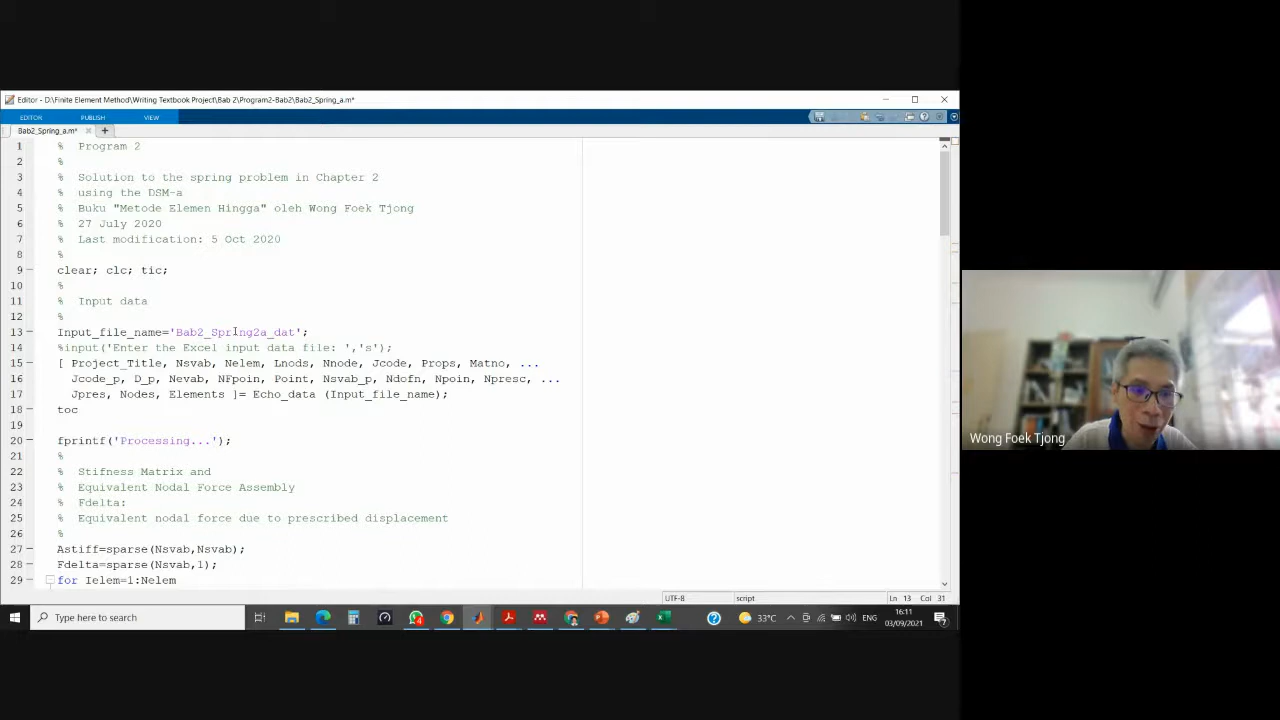 Editor - D:\Finite Element Method\Writing Textbook Project\Bab 2\Program2-Bab2\Bab2_Spring_a.m*
EDITOR PUBLISH VIEW
Bab2_Spring_a.m* × +
1 % Program 2
2 %
3 % Solution to the spring problem in Chapter 2
4 % using the DSM-a
5 % Buku "Metode Elemen Hingga" oleh Wong Foek Tjong
6 % 27 July 2020
7 % Last modification: 5 Oct 2020
8 %
9 clear; clc; tic;
10 %
11 % Input data
12 %
13 Input_file_name='Bab2_Spring2a_dat';
14 %input('Enter the Excel input data file: ','s');
15 [ Project_Title, Nsvab, Nelem, Lnods, Nnode, Jcode, Props, Matno, ...
16 Jcode_p, D_p, Nevab, NFpoin, Point, Nsvab_p, Ndofn, Npoin, Npresc, ...
17 Jpres, Nodes, Elements ]= Echo_data (Input_file_name);
18 toc
19
20 fprintf('Processing...');
21 %
22 % Stifness Matrix and
23 % Equivalent Nodal Force Assembly
24 % Fdelta:
25 % Equivalent nodal force due to prescribed displacement
26 %
27 Astiff=sparse(Nsvab,Nsvab);
28 Fdelta=sparse(Nsvab,1);
29 for Ielem=1:Nelem
UTF-8 script Ln 13 Col 31
Type here to search
33°C ENG 16:11
03/09/2021
Wong Foek Tjong